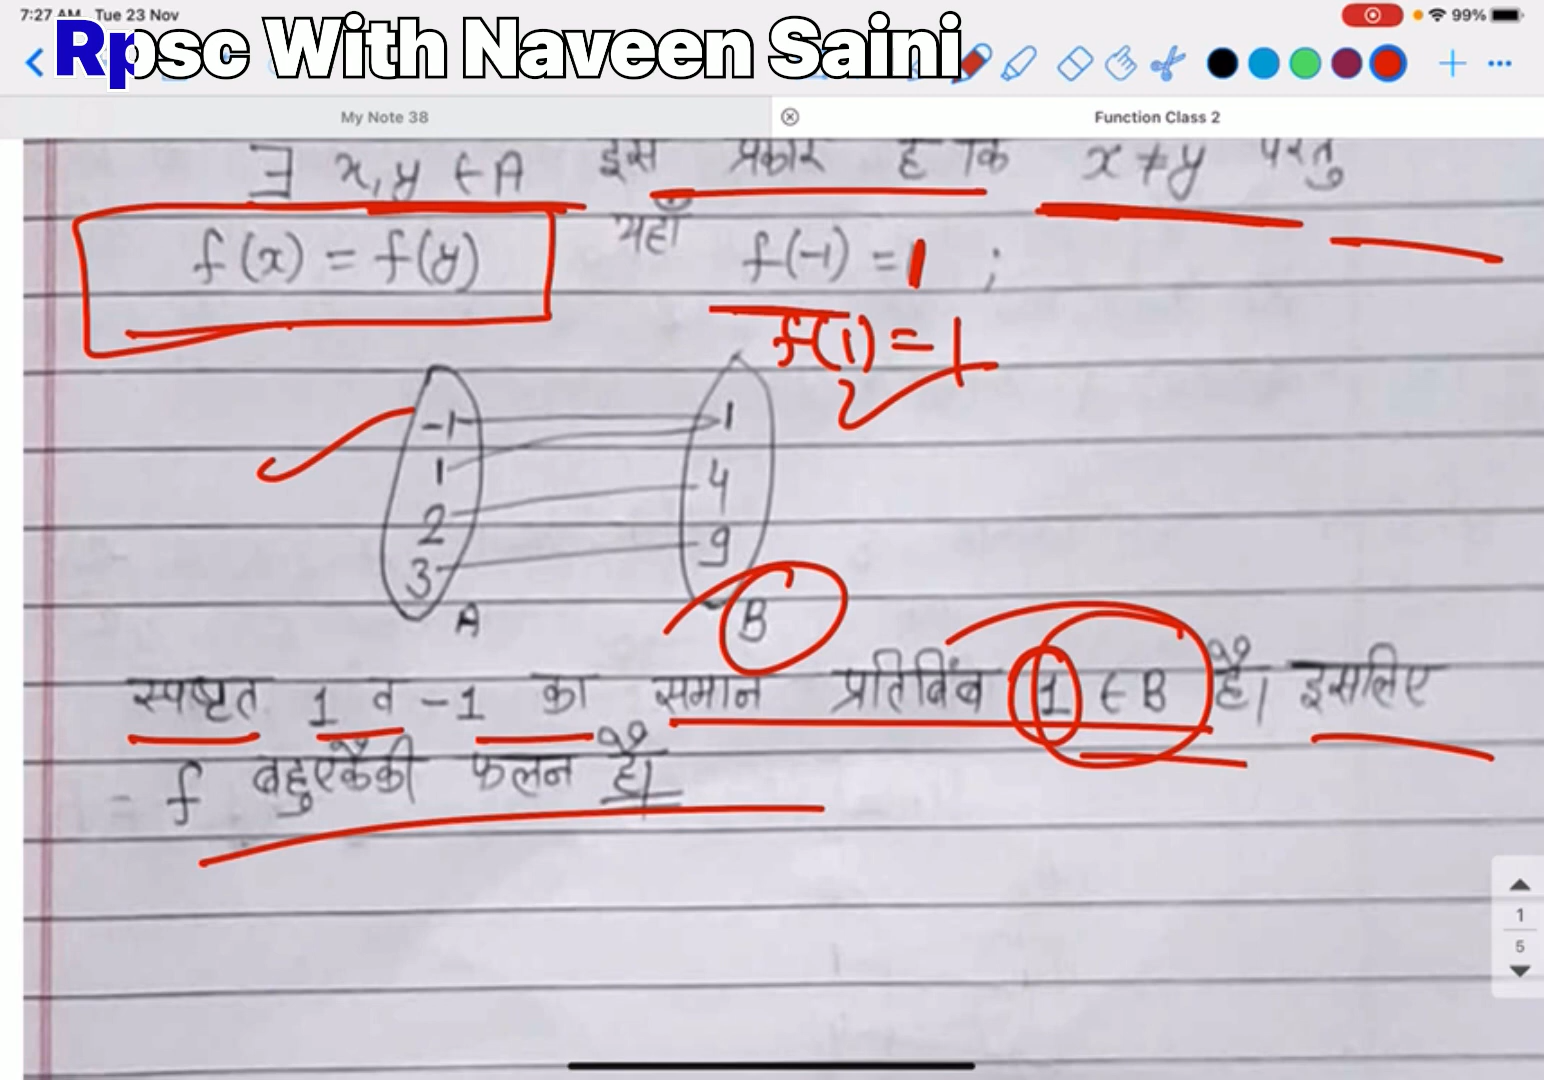 7:27 AM Tue 23 Nov
99%
Rpsc With Naveen Saini
My Note 38
Function Class 2
∃ x, y ∈ A इस प्रकार है कि x ≠ y परन्तु
f(x) = f(y) यहाँ f(-1) = 1 ;
f(1) = 1
-1 1
1 4
2 9
3
A B
स्पष्टत 1 व -1 का समान प्रतिबिंब 1 ∈ B है। इसलिए
f बहुएकैकी फलन है।
1
5